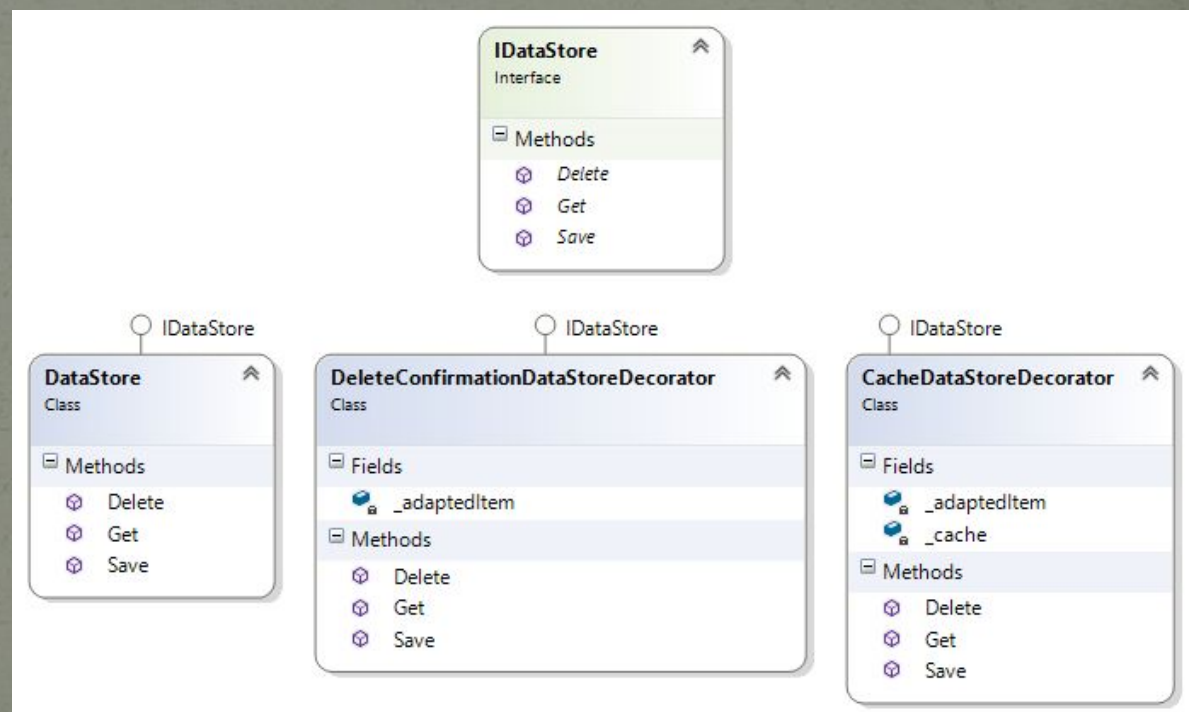 IDataStore
Interface
Methods
Delete
Get
Save
IDataStore
DataStore
Class
Methods
Delete
Get
Save
IDataStore
DeleteConfirmationDataStoreDecorator
Class
Fields
_adaptedItem
Methods
Delete
Get
Save
IDataStore
CacheDataStoreDecorator
Class
Fields
_adaptedItem
_cache
Methods
Delete
Get
Save